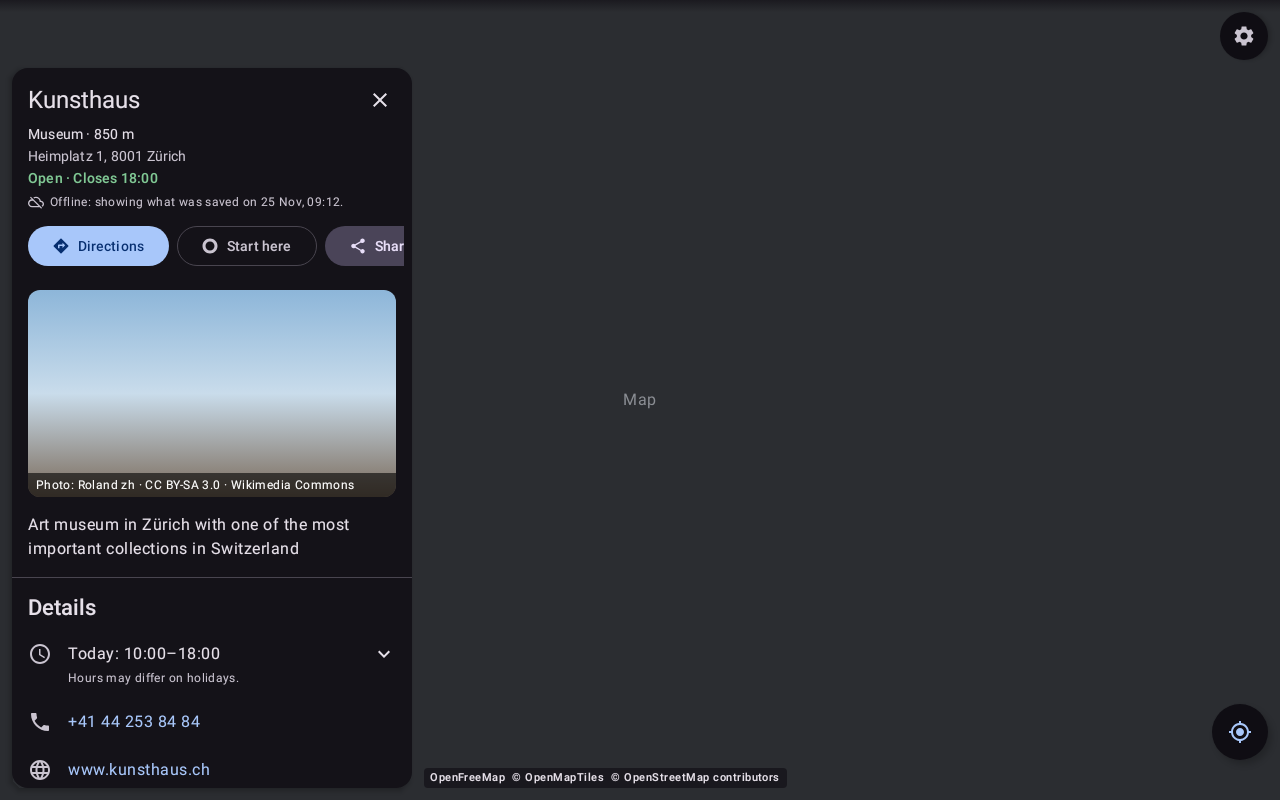 Kunsthaus
Museum · 850 m
Heimplatz 1, 8001 Zürich
Open · Closes 18:00
Offline: showing what was saved on 25 Nov, 09:12.
Directions
Start here
Shar
Map
Photo: Roland zh · CC BY-SA 3.0 · Wikimedia Commons
Art museum in Zürich with one of the most
important collections in Switzerland
Details
Today: 10:00–18:00
Hours may differ on holidays.
+41 44 253 84 84
www.kunsthaus.ch
OpenFreeMap © OpenMapTiles © OpenStreetMap contributors